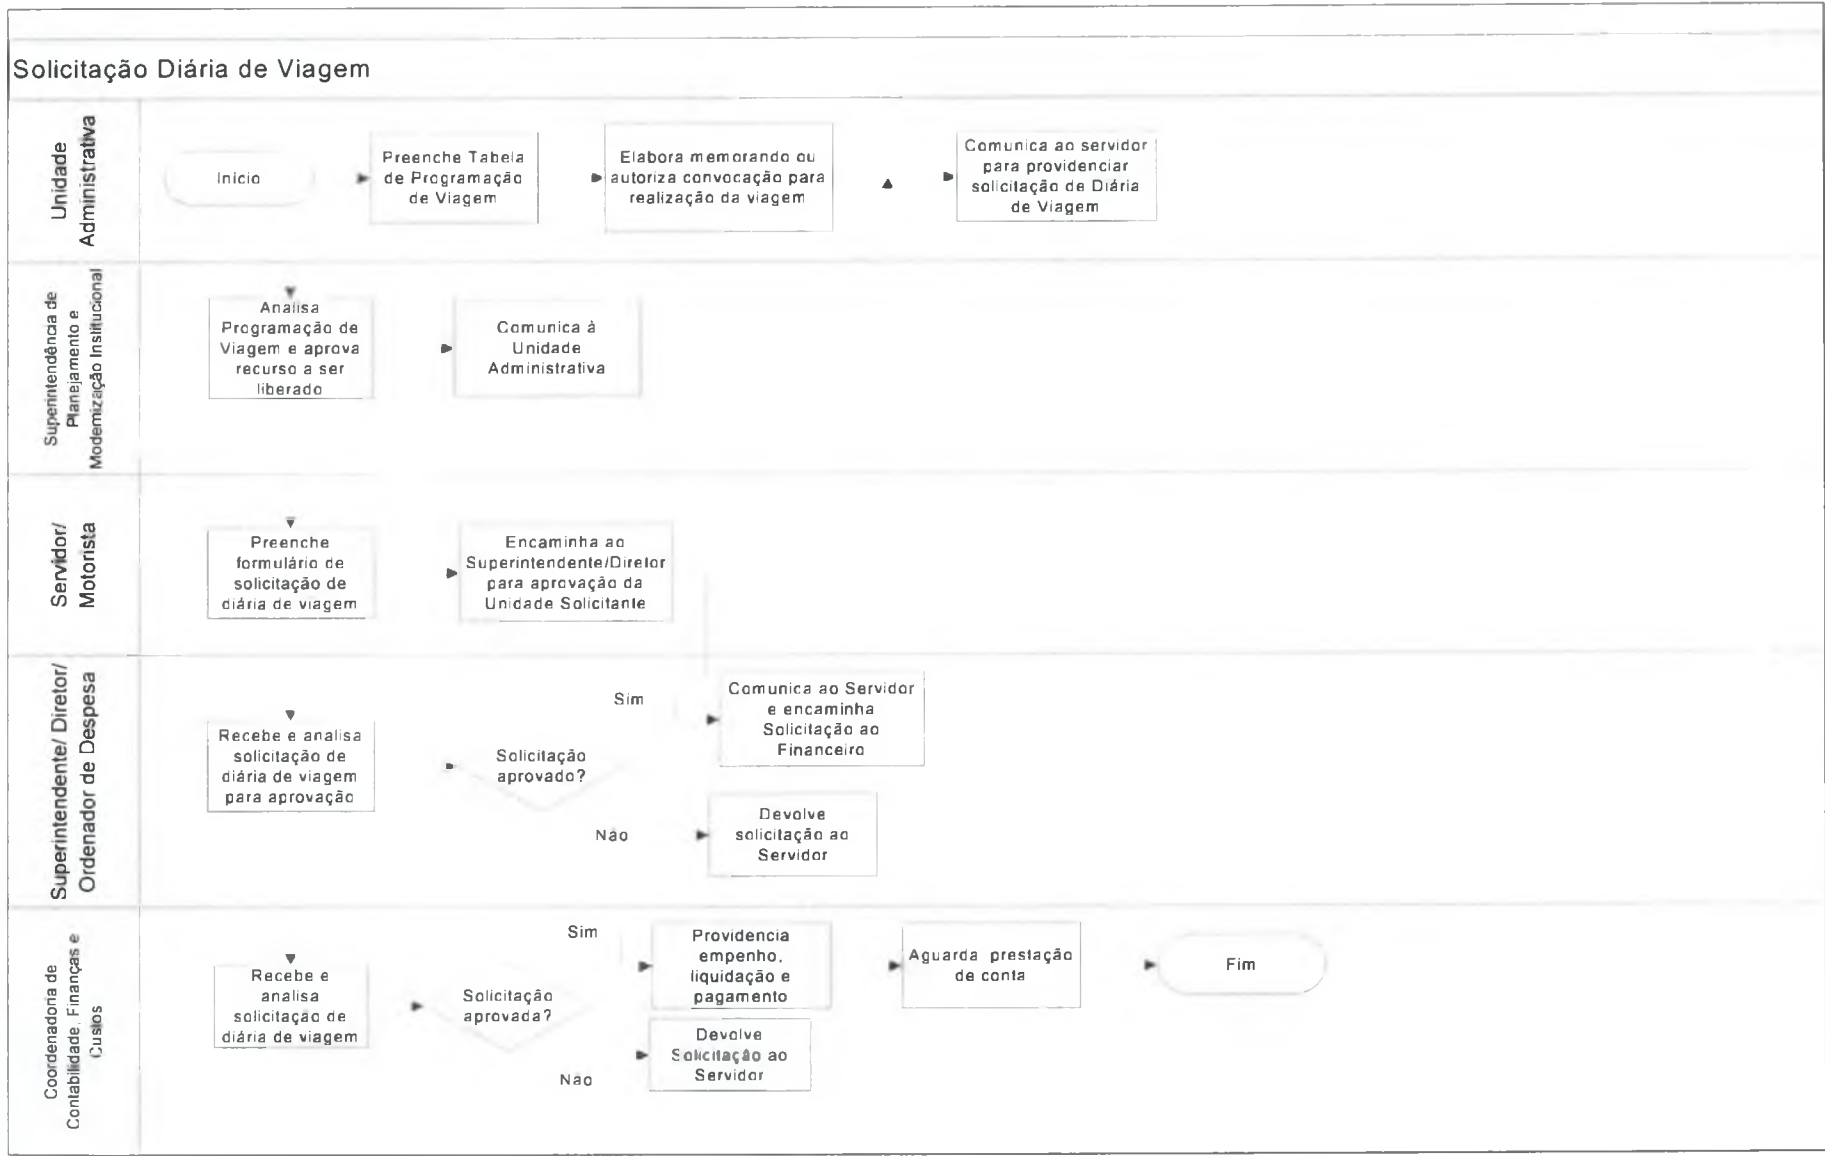 Solicitação Diária de Viagem
Unidade
Administrativa
Início
Preenche Tabela
de Programação
de Viagem
Elabora memorando ou
autoriza convocação para
realização da viagem
Comunica ao servidor
para providenciar
solicitação de Diária
de Viagem
Superintendência de
Planejamento e
Modernização Institucional
Analisa
Programação de
Viagem e aprova
recurso a ser
liberado
Comunica à
Unidade
Administrativa
Servidor/
Motorista
Preenche
formulário de
solicitação de
diária de viagem
Encaminha ao
Superintendente/Diretor
para aprovação da
Unidade Solicitante
Superintendente/ Diretor/
Ordenador de Despesa
Recebe e analisa
solicitação de
diária de viagem
para aprovação
Solicitação
aprovado?
Sim
Comunica ao Servidor
e encaminha
Solicitação ao
Financeiro
Não
Devolve
solicitação ao
Servidor
Coordenadoria de
Contabilidade, Finanças e
Custos
Recebe e
analisa
solicitação de
diária de viagem
Solicitação
aprovada?
Sim
Providencia
empenho,
liquidação e
pagamento
Aguarda prestação
de conta
Fim
Não
Devolve
Solicitação ao
Servidor